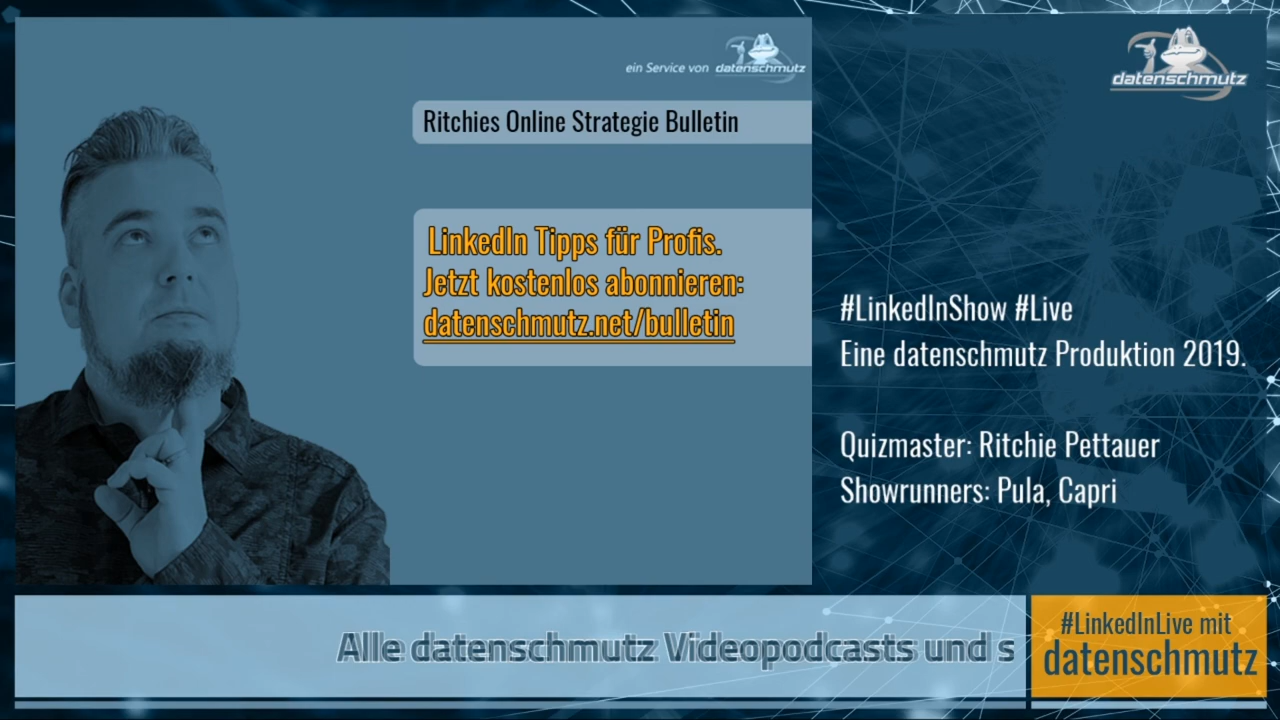 ein Service von datenschmutz
Ritchies Online Strategie Bulletin
LinkedIn Tipps für Profis.
Jetzt kostenlos abonnieren:
datenschmutz.net/bulletin
datenschmutz
#LinkedInShow #Live
Eine datenschmutz Produktion 2019.
Quizmaster: Ritchie Pettauer
Showrunners: Pula, Capri
Alle datenschmutz Videopodcasts und s
#LinkedInLive mit
datenschmutz